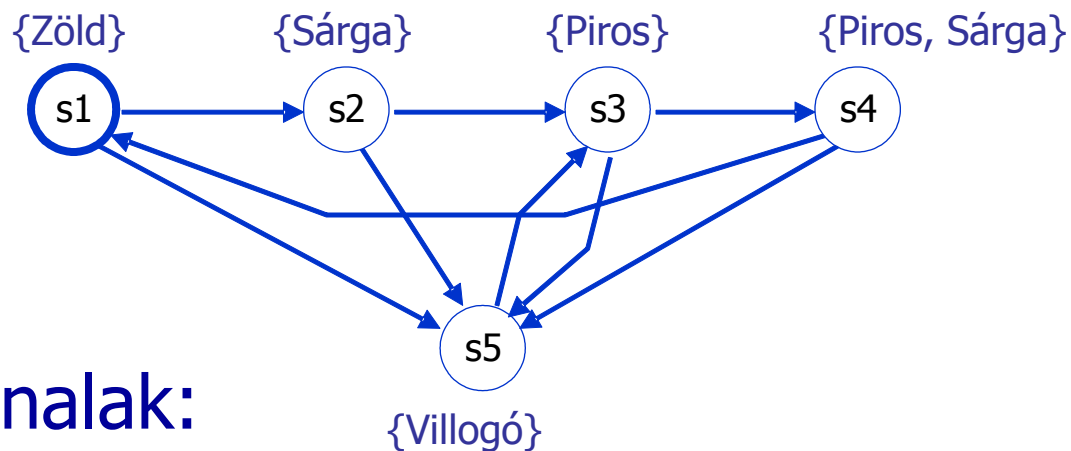 {Zöld} {Sárga} {Piros} {Piros, Sárga}
s1 s2 s3 s4
s5
nalak:
{Villogó}